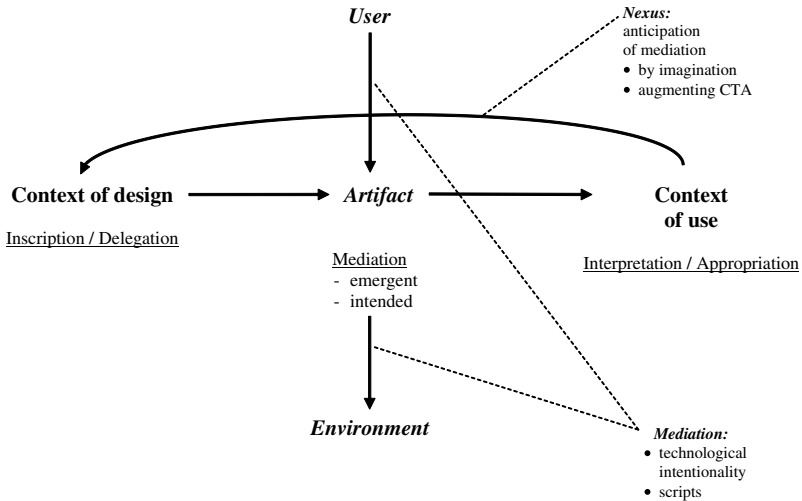 User
Nexus:
anticipation
of mediation
• by imagination
• augmenting CTA
Context of design
Artifact
Context
of use
Inscription / Delegation
Interpretation / Appropriation
Mediation
- emergent
- intended
Environment
Mediation:
• technological
intentionality
• scripts